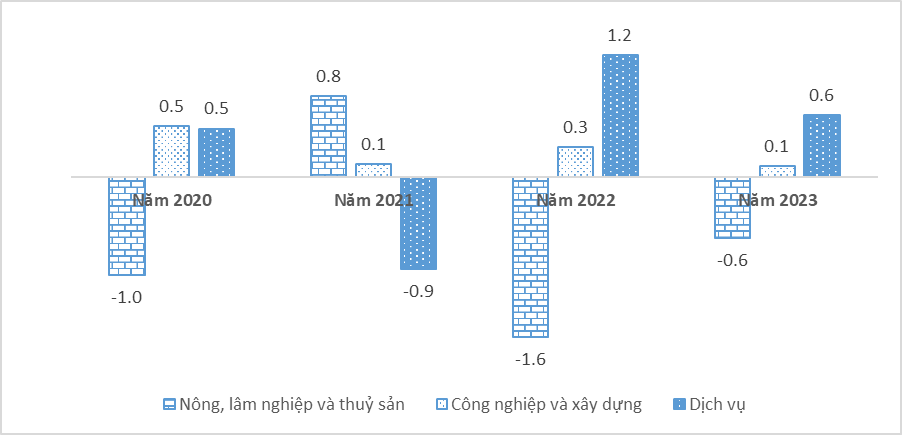 1.2
0.8
0.5 0.5 0.1 0.3 0.1 0.6
Năm 2020 Năm 2021 Năm 2022 Năm 2023
-1.0 -0.9 -1.6 -0.6
Nông, lâm nghiệp và thuỷ sản Công nghiệp và xây dựng Dịch vụ